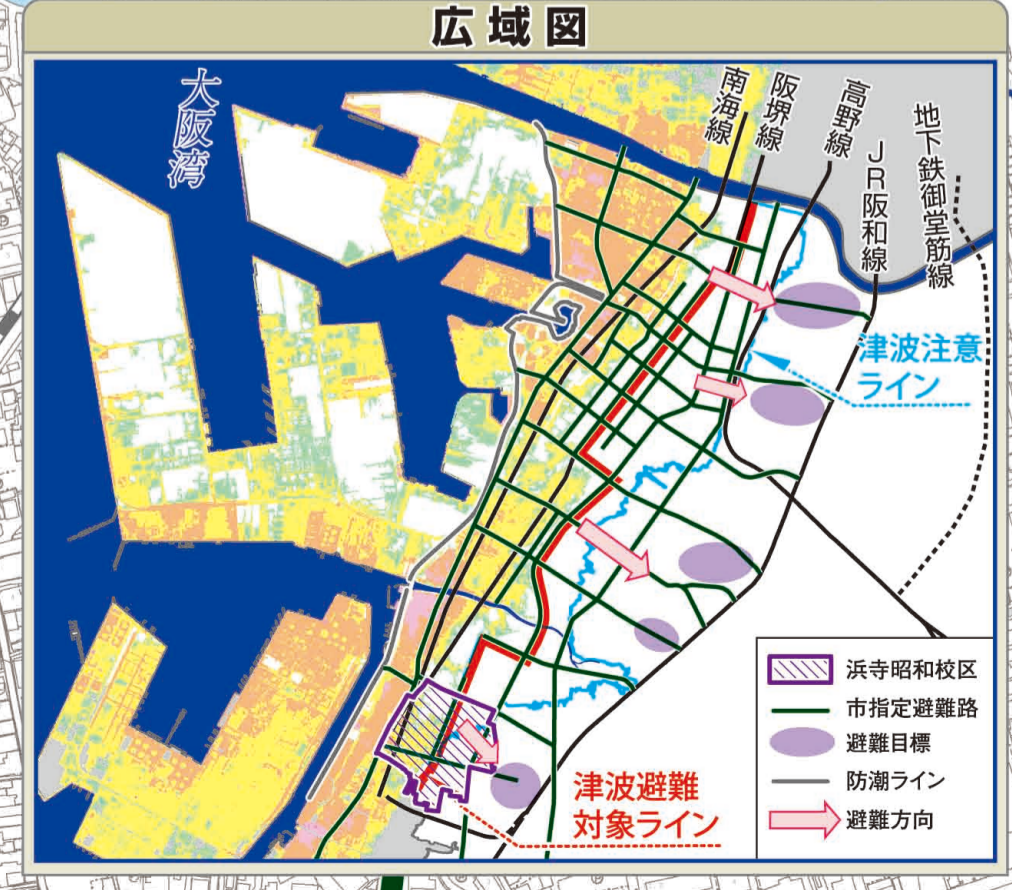 広域図
大阪湾
南海線
阪堺線
高野線
JR阪和線
地下鉄御堂筋線
津波注意
ライン
浜寺昭和校区
市指定避難路
避難目標
防潮ライン
避難方向
津波避難
対象ライン